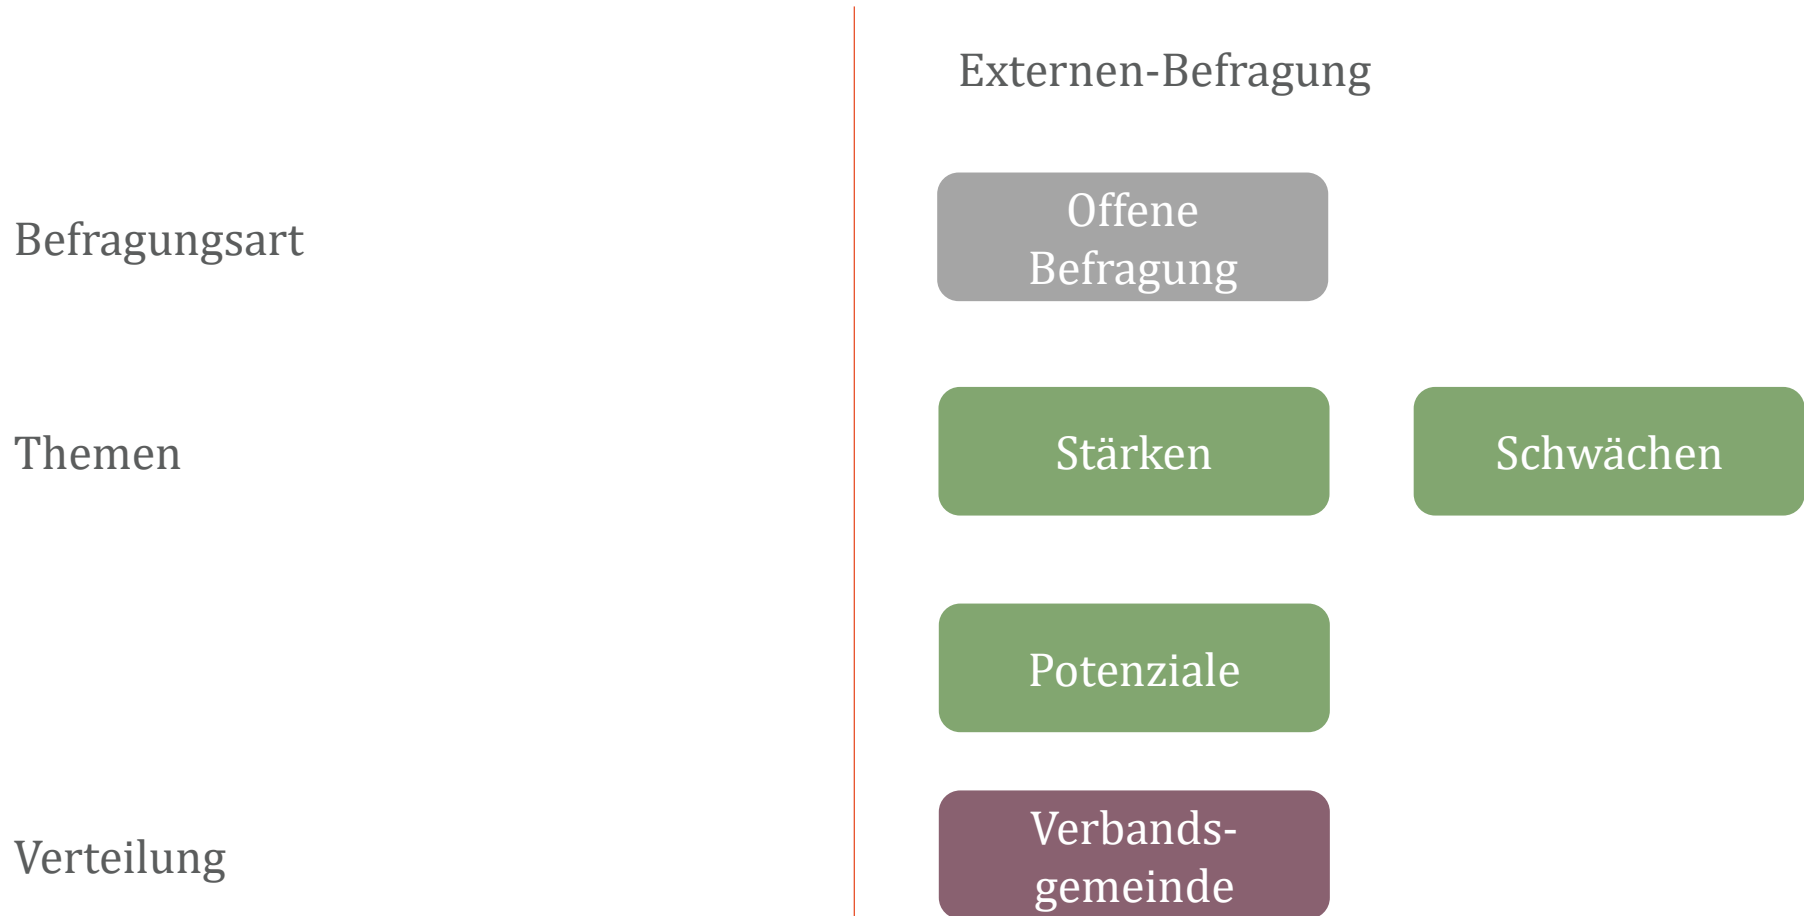 Externen-Befragung
Befragungsart
Offene
Befragung
Themen
Stärken
Schwächen
Potenziale
Verteilung
Verbands-
gemeinde